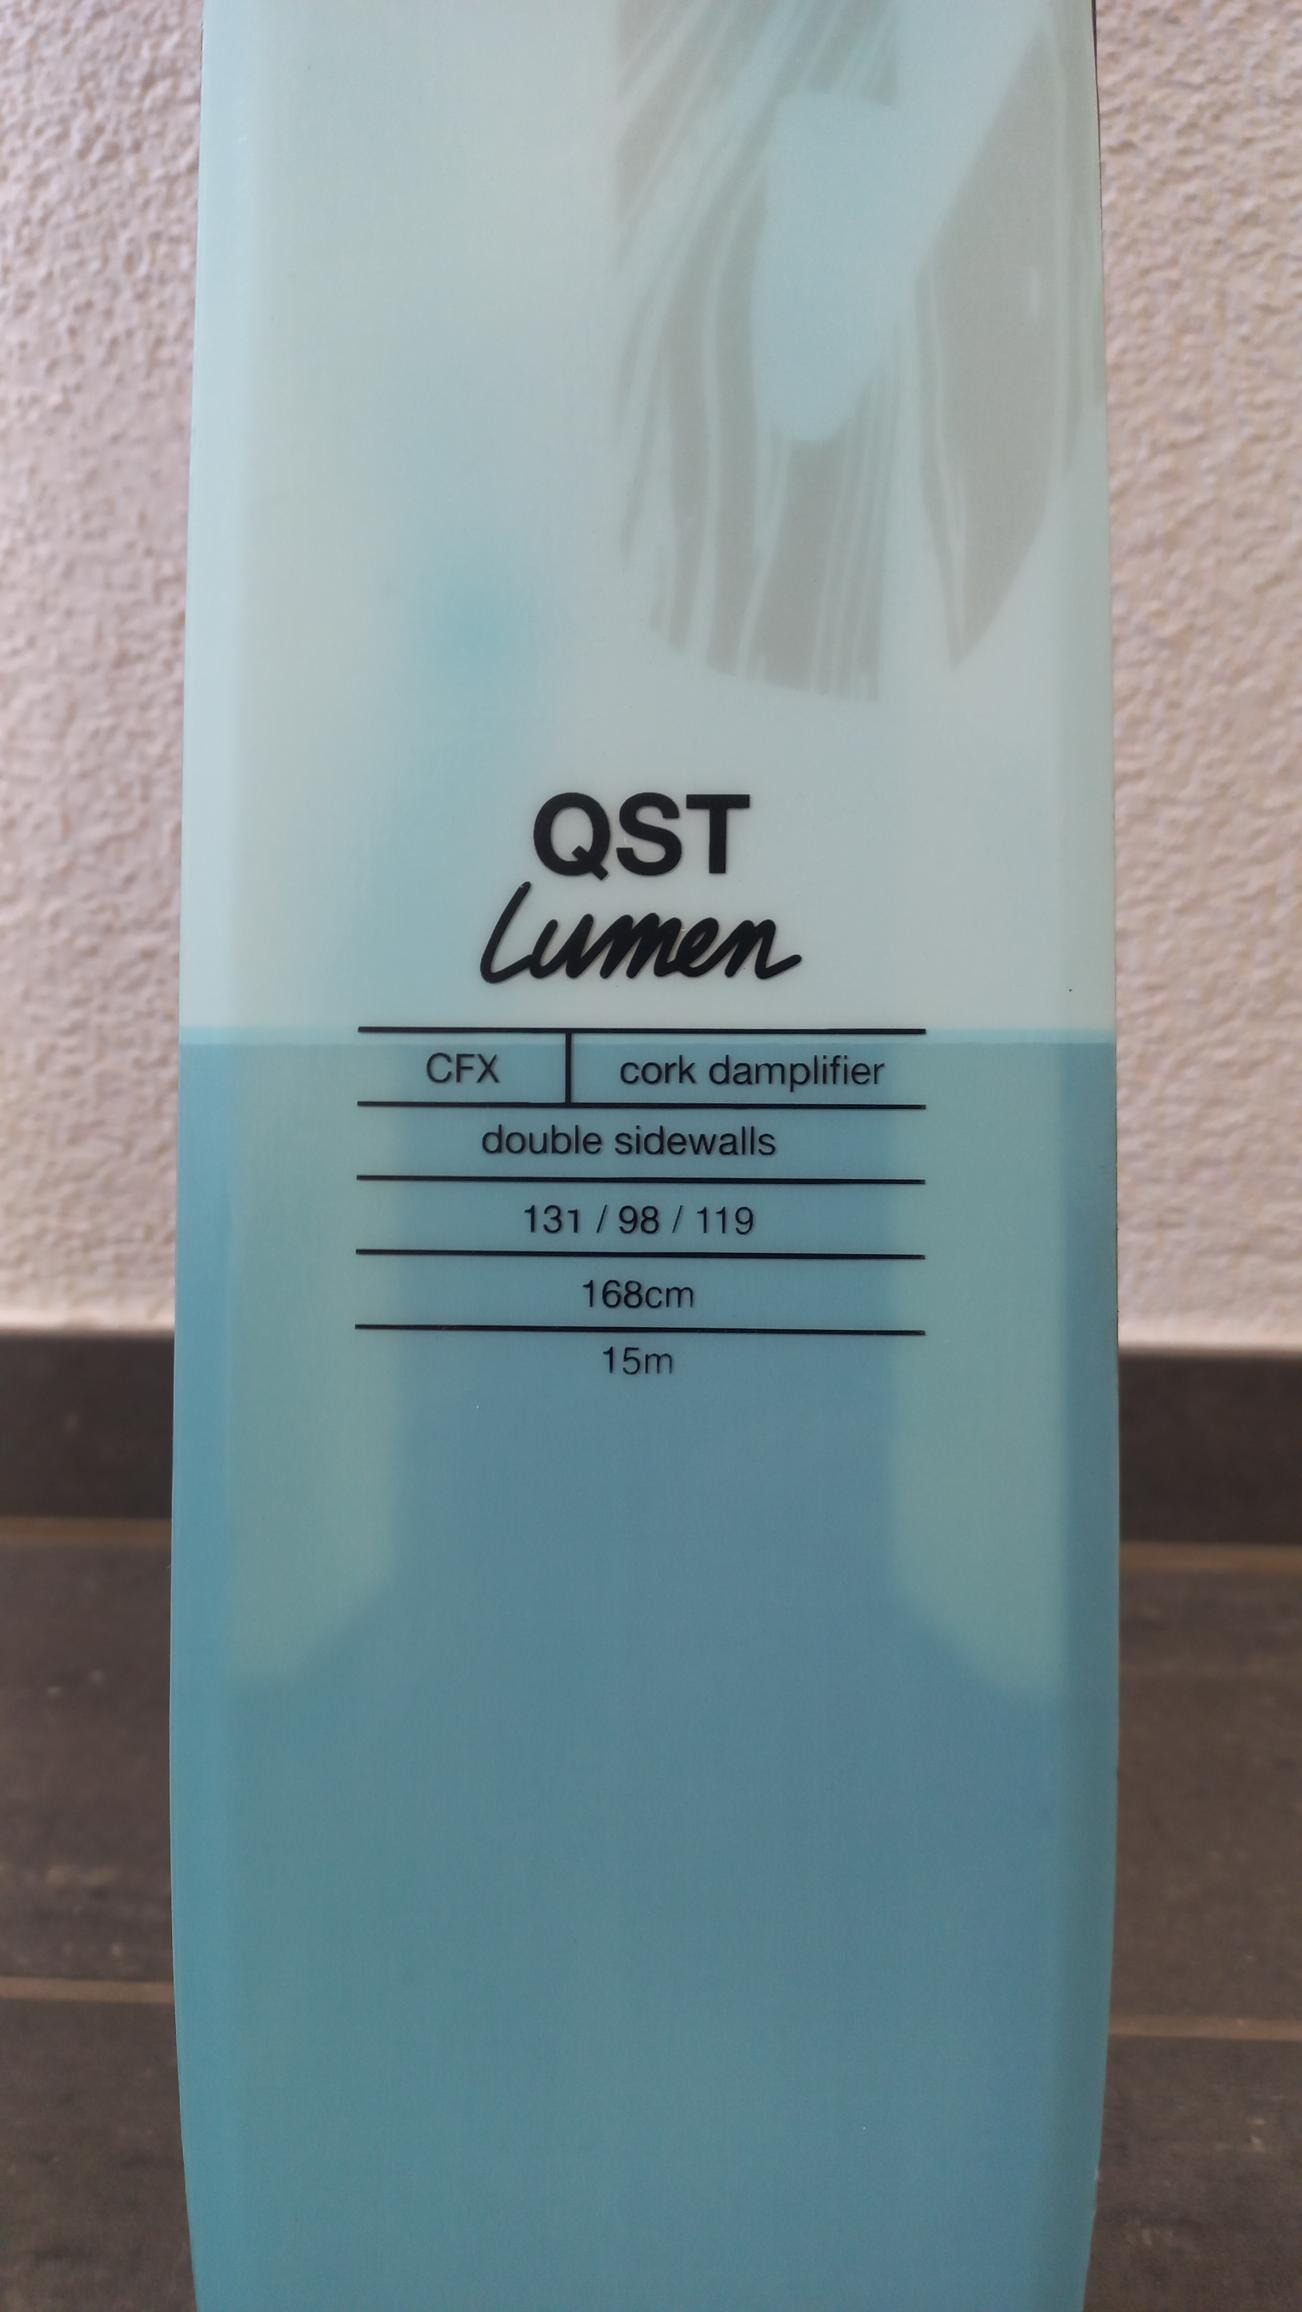 QST
Lumen
CFX cork damplifier
double sidewalls
131 / 98 / 119
168cm
15m